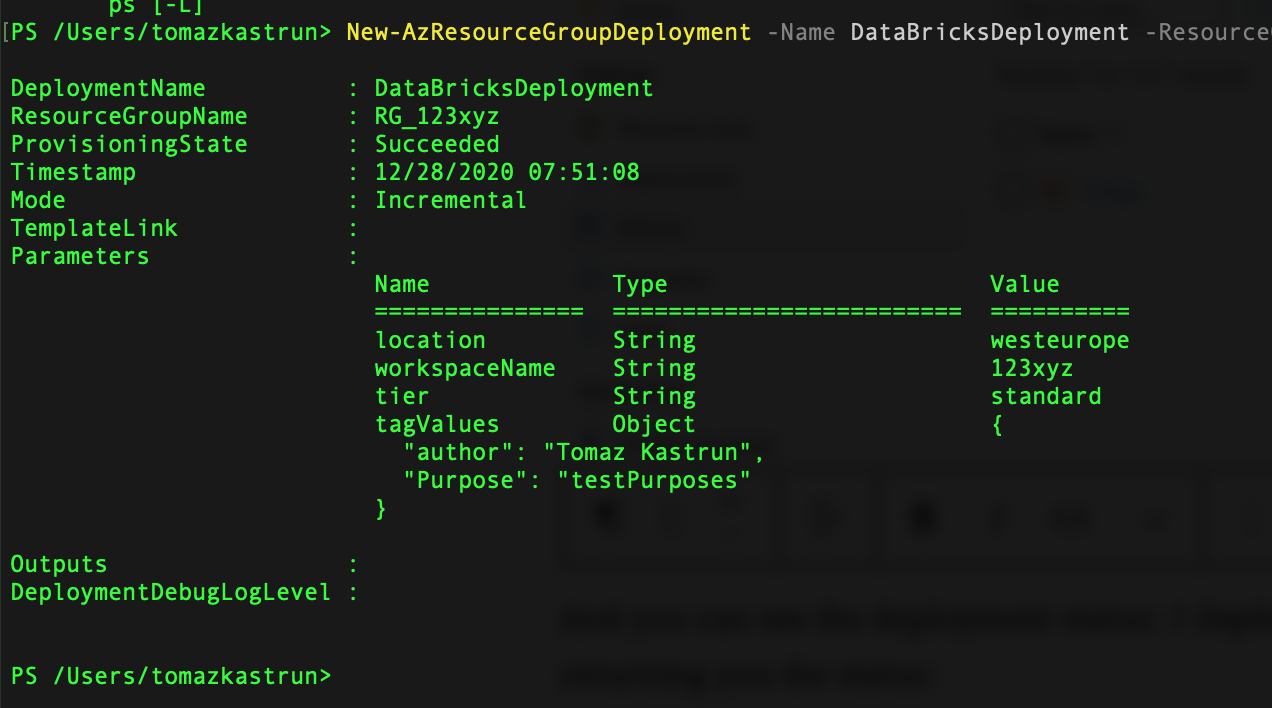 ps [-L]
[PS /Users/tomazkastrun> New-AzResourceGroupDeployment -Name DataBricksDeployment -Resource
DeploymentName : DataBricksDeployment
ResourceGroupName : RG_123xyz
ProvisioningState : Succeeded
Timestamp : 12/28/2020 07:51:08
Mode : Incremental
TemplateLink :
Parameters :
Name Type Value
=============== ========================= ==========
location String westeurope
workspaceName String 123xyz
tier String standard
tagValues Object {
"author": "Tomaz Kastrun",
"Purpose": "testPurposes"
}
Outputs :
DeploymentDebugLogLevel :
PS /Users/tomazkastrun>